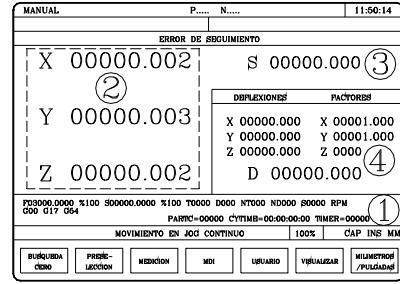 MANUAL P..... N..... 11:50:14
ERROR DE SEGUIMIENTO
X 00000.002
Y 00000.003
Z 00000.002
2
S 00000.000
3
DEFLEXIONES FACTORES
X 00000.000 X 00001.000
Y 00000.000 Y 00001.000
Z 00000.000 Z 0000
D 00000.000
4
F03000.0000 %100 S00000.0000 %100 T0000 D000 NT000 ND000 S0000 RPM
G00 G17 G54
PARTC=00000 CYTIME=00:00:00 TIMER=00000
1
MOVIMIENTO EN JOG CONTINUO 100% CAP INS MM
BUSQUEDA CERO
PRESE-LECCION
MEDICION
MDI
USUARIO
VISUALIZAR
MILIMETROS /PULGADAS